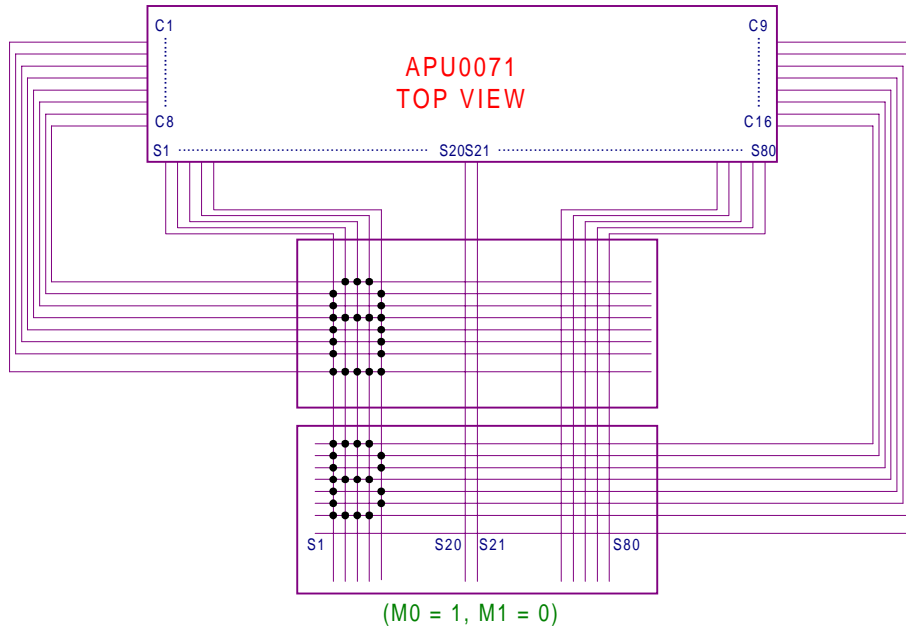 C1 C9
APU0071
TOP VIEW
C8 C16
S1 S20S21 S80
S1 S20 S21 S80
(M0 = 1, M1 = 0)